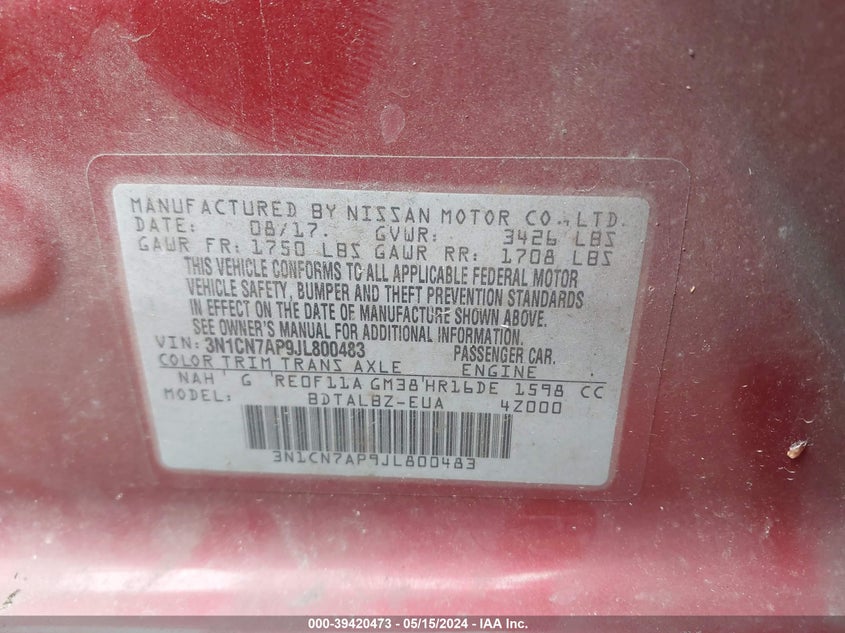 MANUFACTURED BY NISSAN MOTOR CO., LTD.
DATE: 08/17. GVWR: 3426 LBS
GAWR FR: 1750 LBS GAWR RR: 1708 LBS
THIS VEHICLE CONFORMS TO ALL APPLICABLE FEDERAL MOTOR
VEHICLE SAFETY, BUMPER AND THEFT PREVENTION STANDARDS
IN EFFECT ON THE DATE OF MANUFACTURE SHOWN ABOVE.
SEE OWNER'S MANUAL FOR ADDITIONAL INFORMATION.
VIN: 3N1CN7AP9JL800483 PASSENGER CAR.
COLOR TRIM TRANS AXLE ENGINE
NAH G RE0F11A GM38 HR16DE 1598 CC
MODEL: BDTALBZ-EUA 4Z000
3N1CN7AP9JL800483
000-39420473 - 05/15/2024 - IAA Inc.